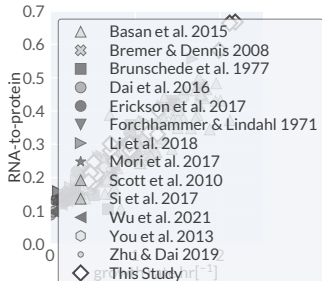 0.7
0.6
0.5
0.4
0.3
0.2
0.1
0.0
RNA-to-protein
Basan et al. 2015
Bremer & Dennis 2008
Brunschede et al. 1977
Dai et al. 2016
Erickson et al. 2017
Forchhammer & Lindahl 1971
Li et al. 2018
Mori et al. 2017
Scott et al. 2010
Si et al. 2017
Wu et al. 2021
You et al. 2013
Zhu & Dai 2019
This Study
0
2
hr[⁻¹]